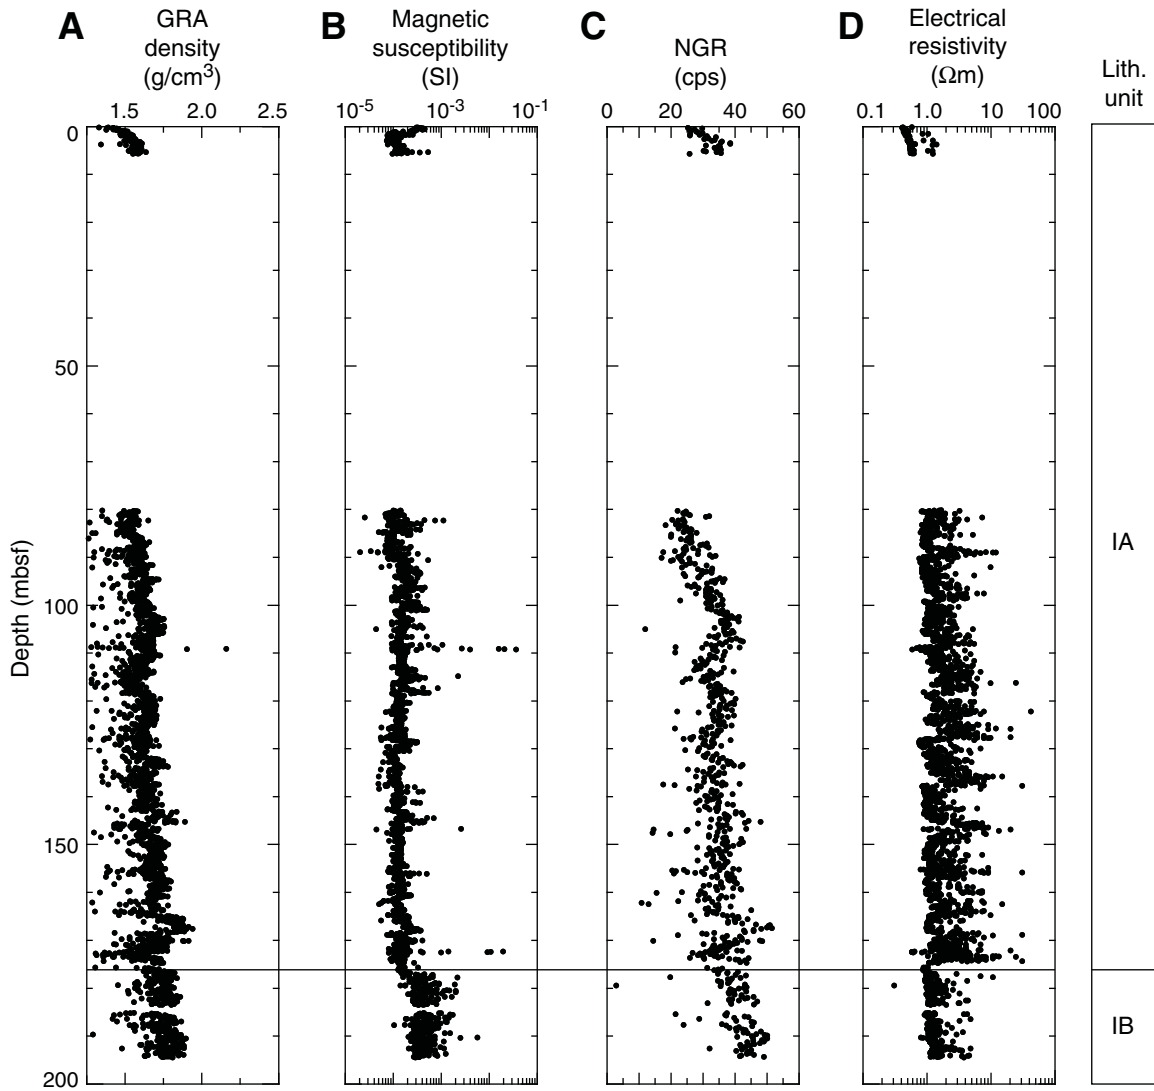 A
GRA
density
(g/cm3)
1.5 2.0 2.5
B
Magnetic
susceptibility
(SI)
10-5 10-3 10-1
C
NGR
(cps)
0 20 40 60
D
Electrical
resistivity
(Ωm)
0.1 1.0 10 100
Lith.
unit
Depth (mbsf)
0
50
100
150
200
IA
IB